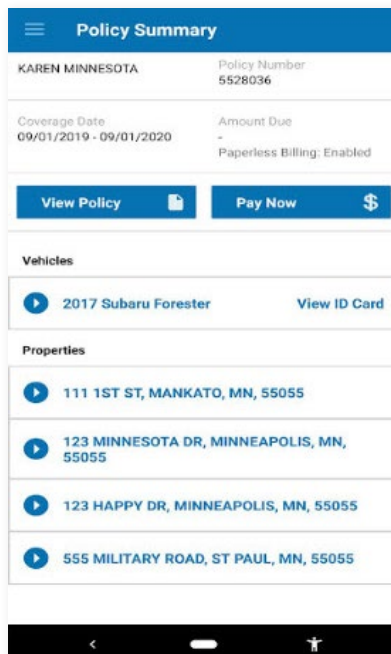 Policy Summary
KAREN MINNESOTA
Policy Number
5528036
Coverage Date
09/01/2019 - 09/01/2020
Amount Due
-
Paperless Billing: Enabled
View Policy
Pay Now $
Vehicles
2017 Subaru Forester View ID Card
Properties
111 1ST ST, MANKATO, MN, 55055
123 MINNESOTA DR, MINNEAPOLIS, MN,
55055
123 HAPPY DR, MINNEAPOLIS, MN, 55055
555 MILITARY ROAD, ST PAUL, MN, 55055